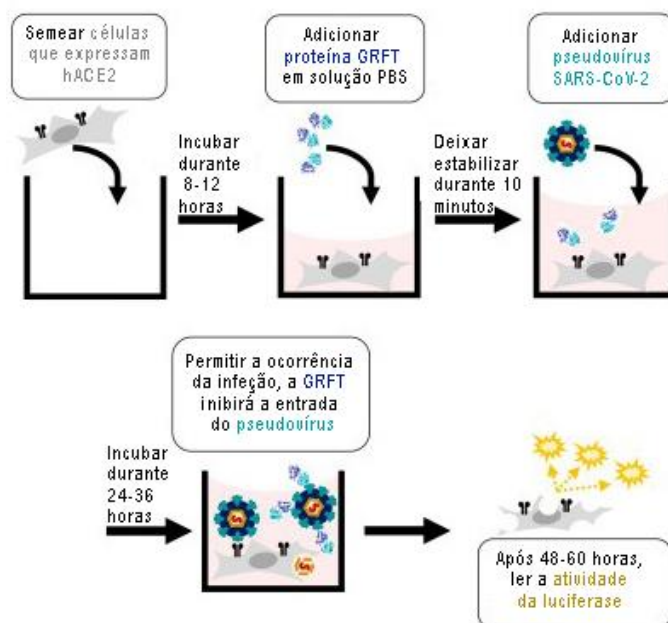 Semear células
que expressam
hACE2
Incubar
durante
8-12
horas
Adicionar
proteína GRFT
em solução PBS
Deixar
estabilizar
durante 10
minutos
Adicionar
pseudovírus
SARS-CoV-2
Incubar
durante
24-36
horas
Permitir a ocorrência
da infeção, a GRFT
inibirá a entrada
do pseudovírus
Após 48-60 horas,
ler a atividade
da luciferase